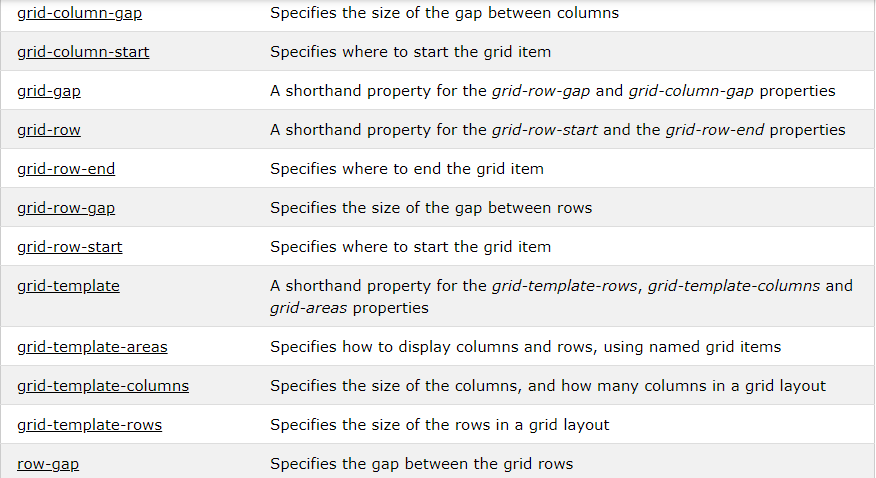 grid-column-gap Specifies the size of the gap between columns
grid-column-start Specifies where to start the grid item
grid-gap A shorthand property for the grid-row-gap and grid-column-gap properties
grid-row A shorthand property for the grid-row-start and the grid-row-end properties
grid-row-end Specifies where to end the grid item
grid-row-gap Specifies the size of the gap between rows
grid-row-start Specifies where to start the grid item
grid-template A shorthand property for the grid-template-rows, grid-template-columns and
grid-areas properties
grid-template-areas Specifies how to display columns and rows, using named grid items
grid-template-columns Specifies the size of the columns, and how many columns in a grid layout
grid-template-rows Specifies the size of the rows in a grid layout
row-gap Specifies the gap between the grid rows